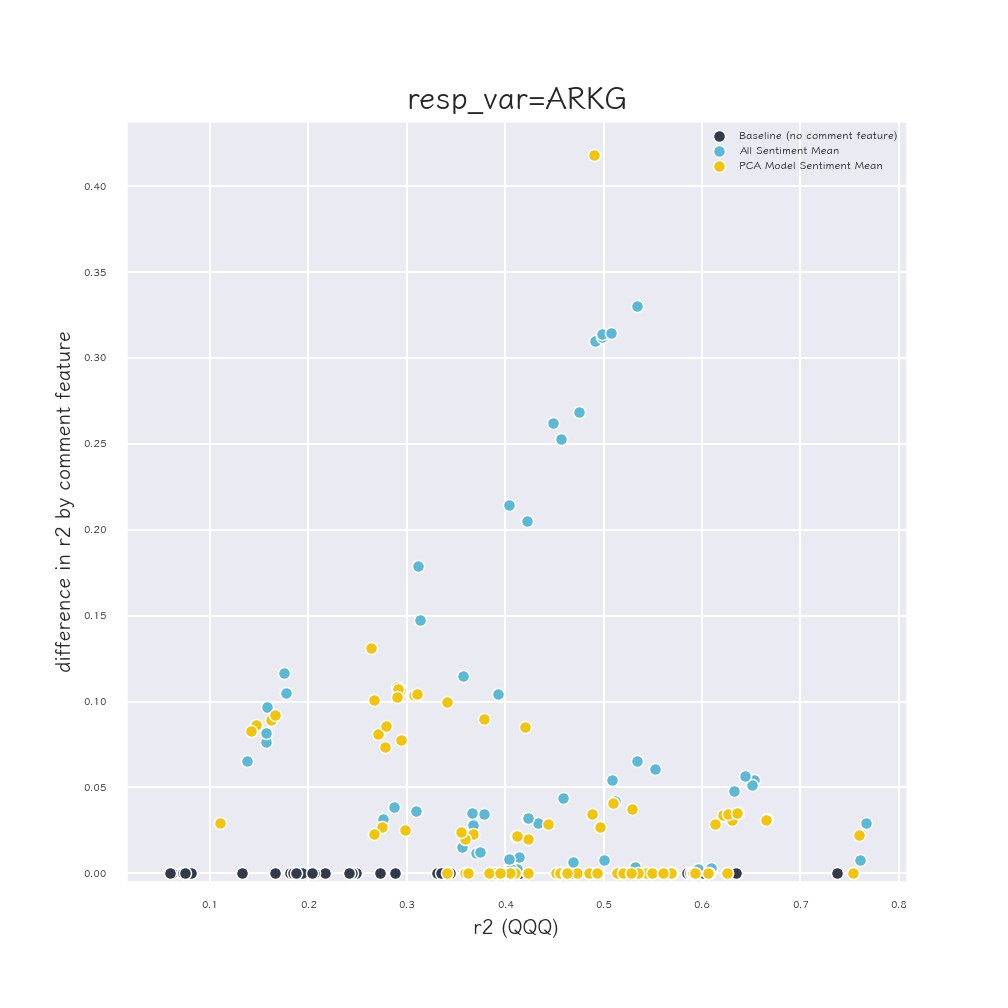 resp_var=ARKG
Baseline (no comment feature)
All Sentiment Mean
PCA Model Sentiment Mean
difference in r2 by comment feature
0.40
0.35
0.30
0.25
0.20
0.15
0.10
0.05
0.00
0.1 0.2 0.3 0.4 0.5 0.6 0.7 0.8
r2 (QQQ)